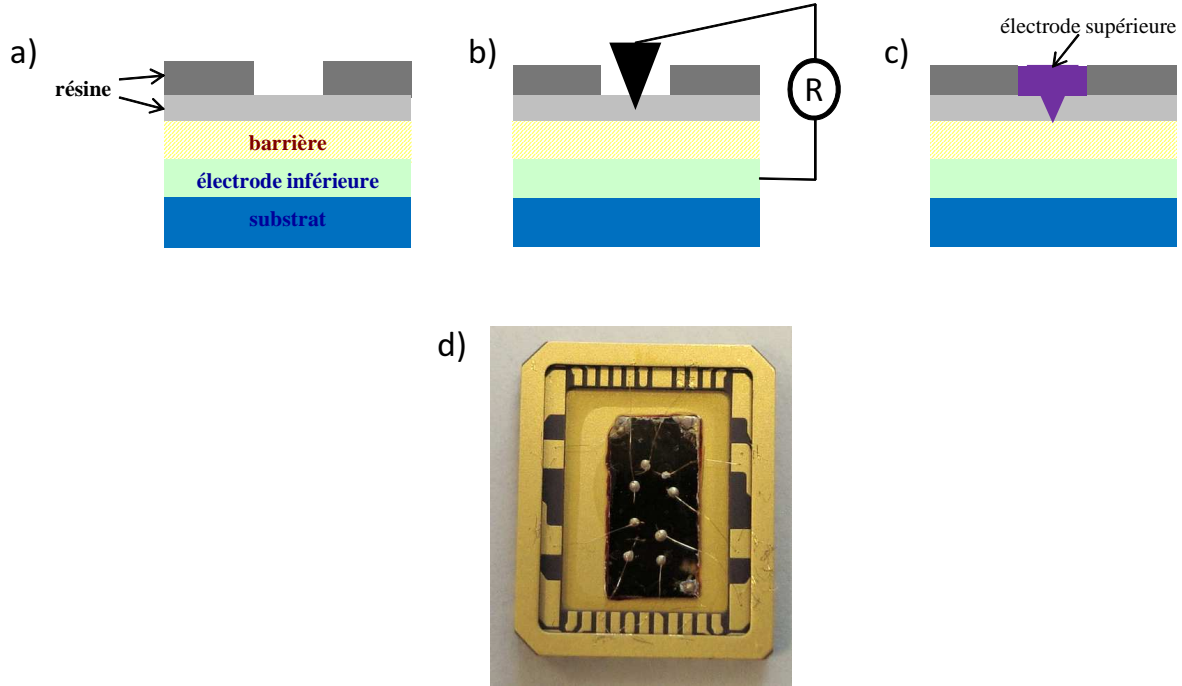 a)
résine
barrière
électrode inférieure
substrat
b)
R
c)
électrode supérieure
d)